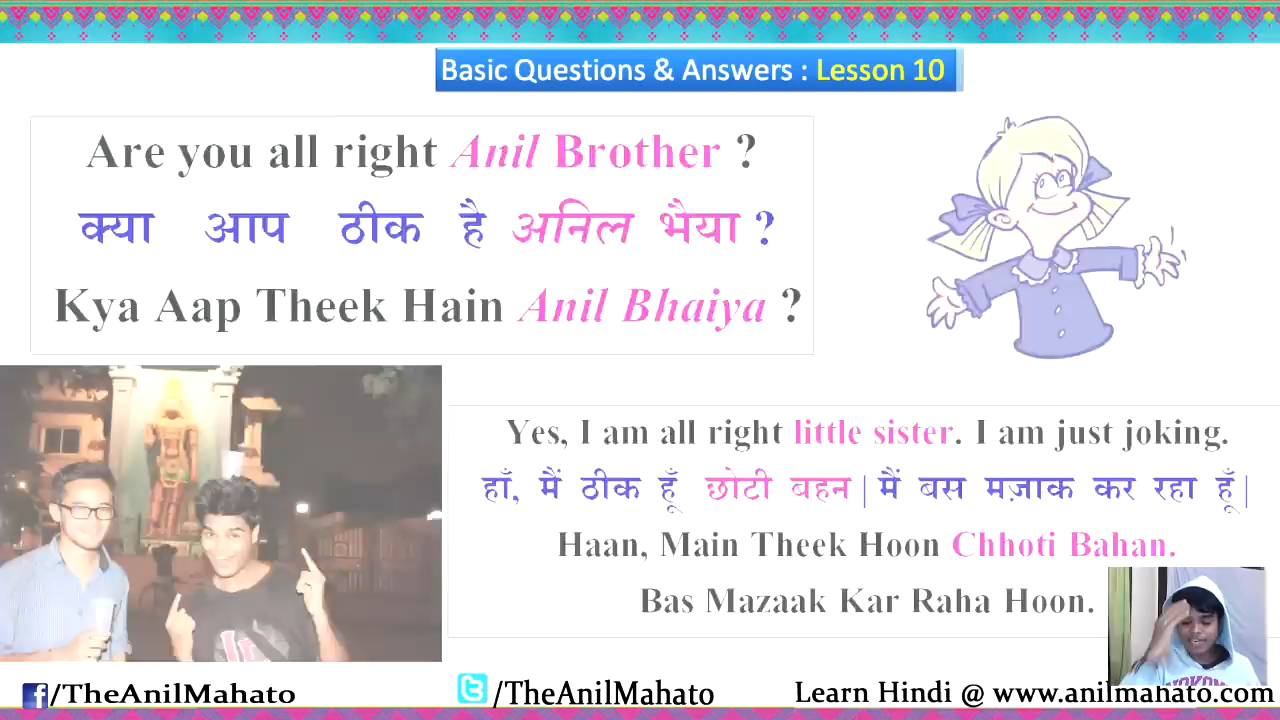 Basic Questions & Answers : Lesson 10
Are you all right Anil Brother ?
क्या आप ठीक है अनिल भैया ?
Kya Aap Theek Hain Anil Bhaiya ?
Yes, I am all right little sister. I am just joking.
हाँ, मैं ठीक हूँ छोटी बहन | मैं बस मज़ाक कर रहा हूँ |
Haan, Main Theek Hoon Chhoti Bahan.
Bas Mazaak Kar Raha Hoon.
/TheAnilMahato
/TheAnilMahato
Learn Hindi @ www.anilmahato.com